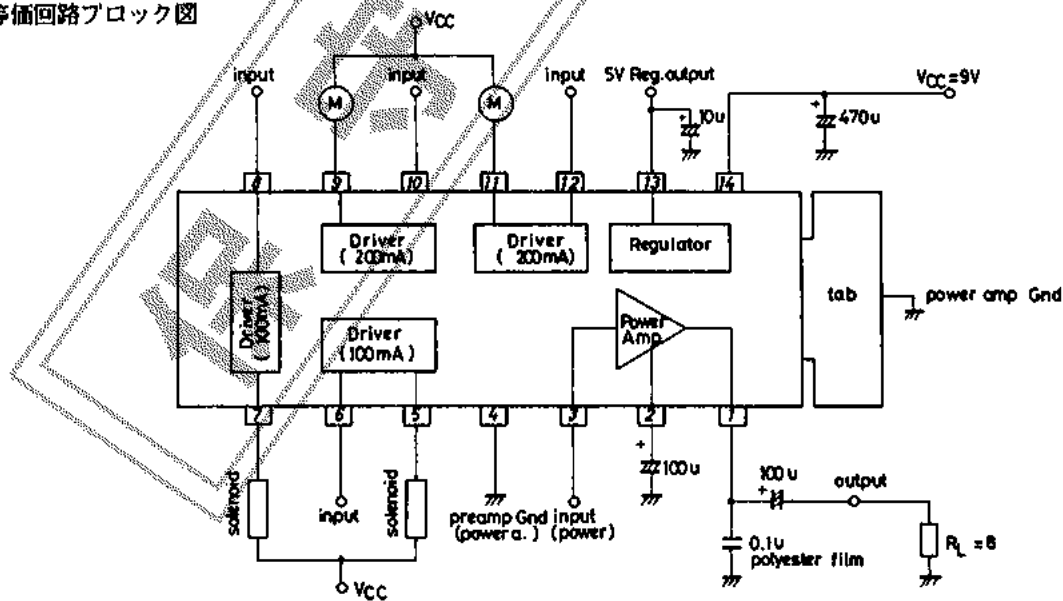 等価回路ブロック図
VCC
input
input
input
5V Reg.output
VCC=9V
M
M
+
10u
+
470u
8
9
10
11
12
13
14
Driver
(200mA)
Driver
(200mA)
Regulator
tab
power amp Gnd
Driver
(100mA)
Driver
(100mA)
Power
Amp
7
6
5
4
3
2
1
solenoid
input
solenoid
preamp Gnd
(power a.)
input
(power)
+
100u
100u
+
output
0.1u
polyester film
RL=8
VCC